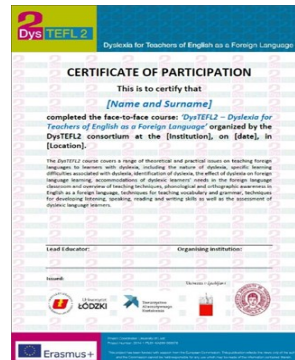 2
Dys TEFL 2
Dyslexia for Teachers of English as a Foreign Language
CERTIFICATE OF PARTICIPATION
This is to certify that
[Name and Surname]
completed the face-to-face course: 'DysTEFL2 – Dyslexia for
Teachers of English as a Foreign Language' organized by the
DysTEFL2 consortium at the [Institution], on [date], in
[Location].
The DysTEFL2 course covers a range of theoretical and practical issues on teaching foreign
languages to learners with dyslexia, including the nature of dyslexia, specific learning
difficulties associated with dyslexia, identification of dyslexia, the effect of dyslexia on foreign
language learning, accommodations of dyslexic learners' needs in the foreign language
classroom and overview of teaching techniques, phonological and orthographic awareness in
English as a foreign language, techniques for teaching vocabulary and grammar, techniques
for developing listening, speaking, reading and writing skills as well as the assessment of
dyslexic language learners.
Lead Educator:
Organising institution:
Issued:
ŁÓDZKI
Erasmus+